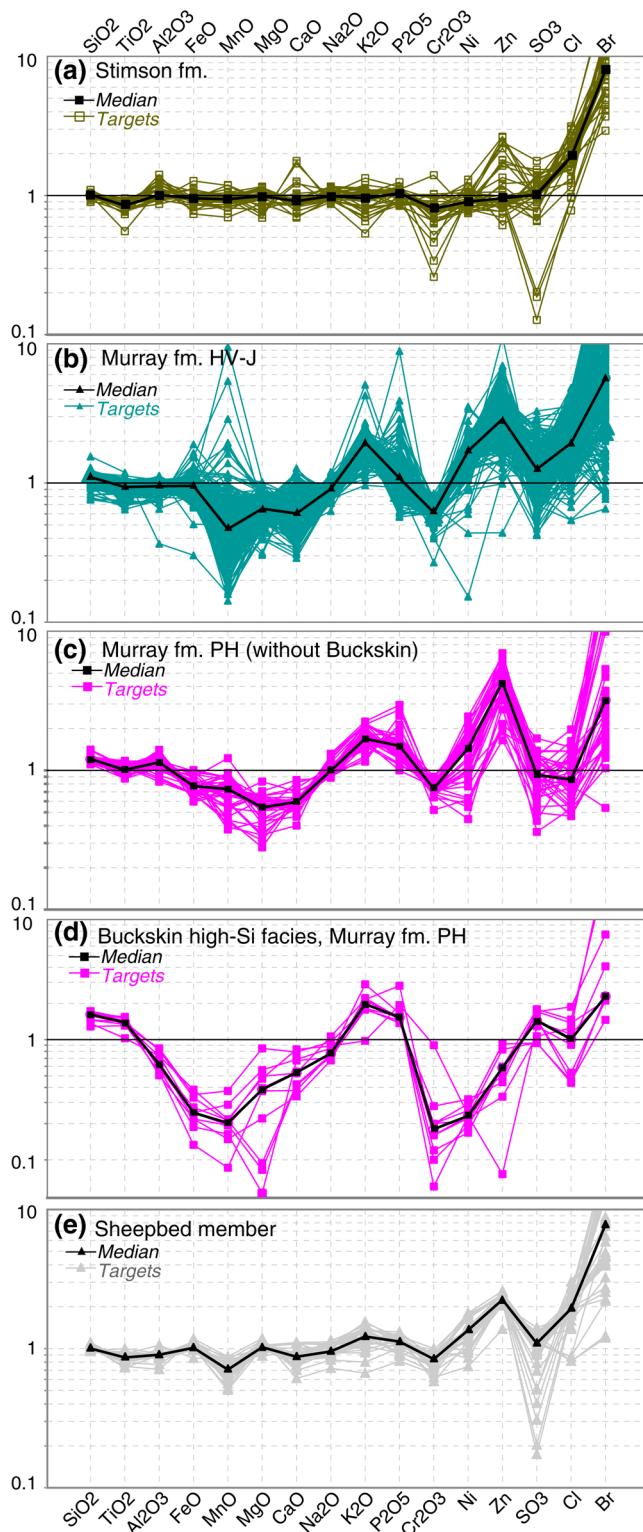 SiO2 TiO2 Al2O3 FeO MnO MgO CaO Na2O K2O P2O5 Cr2O3 Ni Zn SO3 Cl Br
10
(a) Stimson fm.
Median
Targets
1
0.1
10
(b) Murray fm. HV-J
Median
Targets
1
0.1
10
(c) Murray fm. PH (without Buckskin)
Median
Targets
1
0.1
10
(d) Buckskin high-Si facies, Murray fm. PH
Median
Targets
1
0.1
10
(e) Sheepbed member
Median
Targets
1
0.1
SiO2 TiO2 Al2O3 FeO MnO MgO CaO Na2O K2O P2O5 Cr2O3 Ni Zn SO3 Cl Br